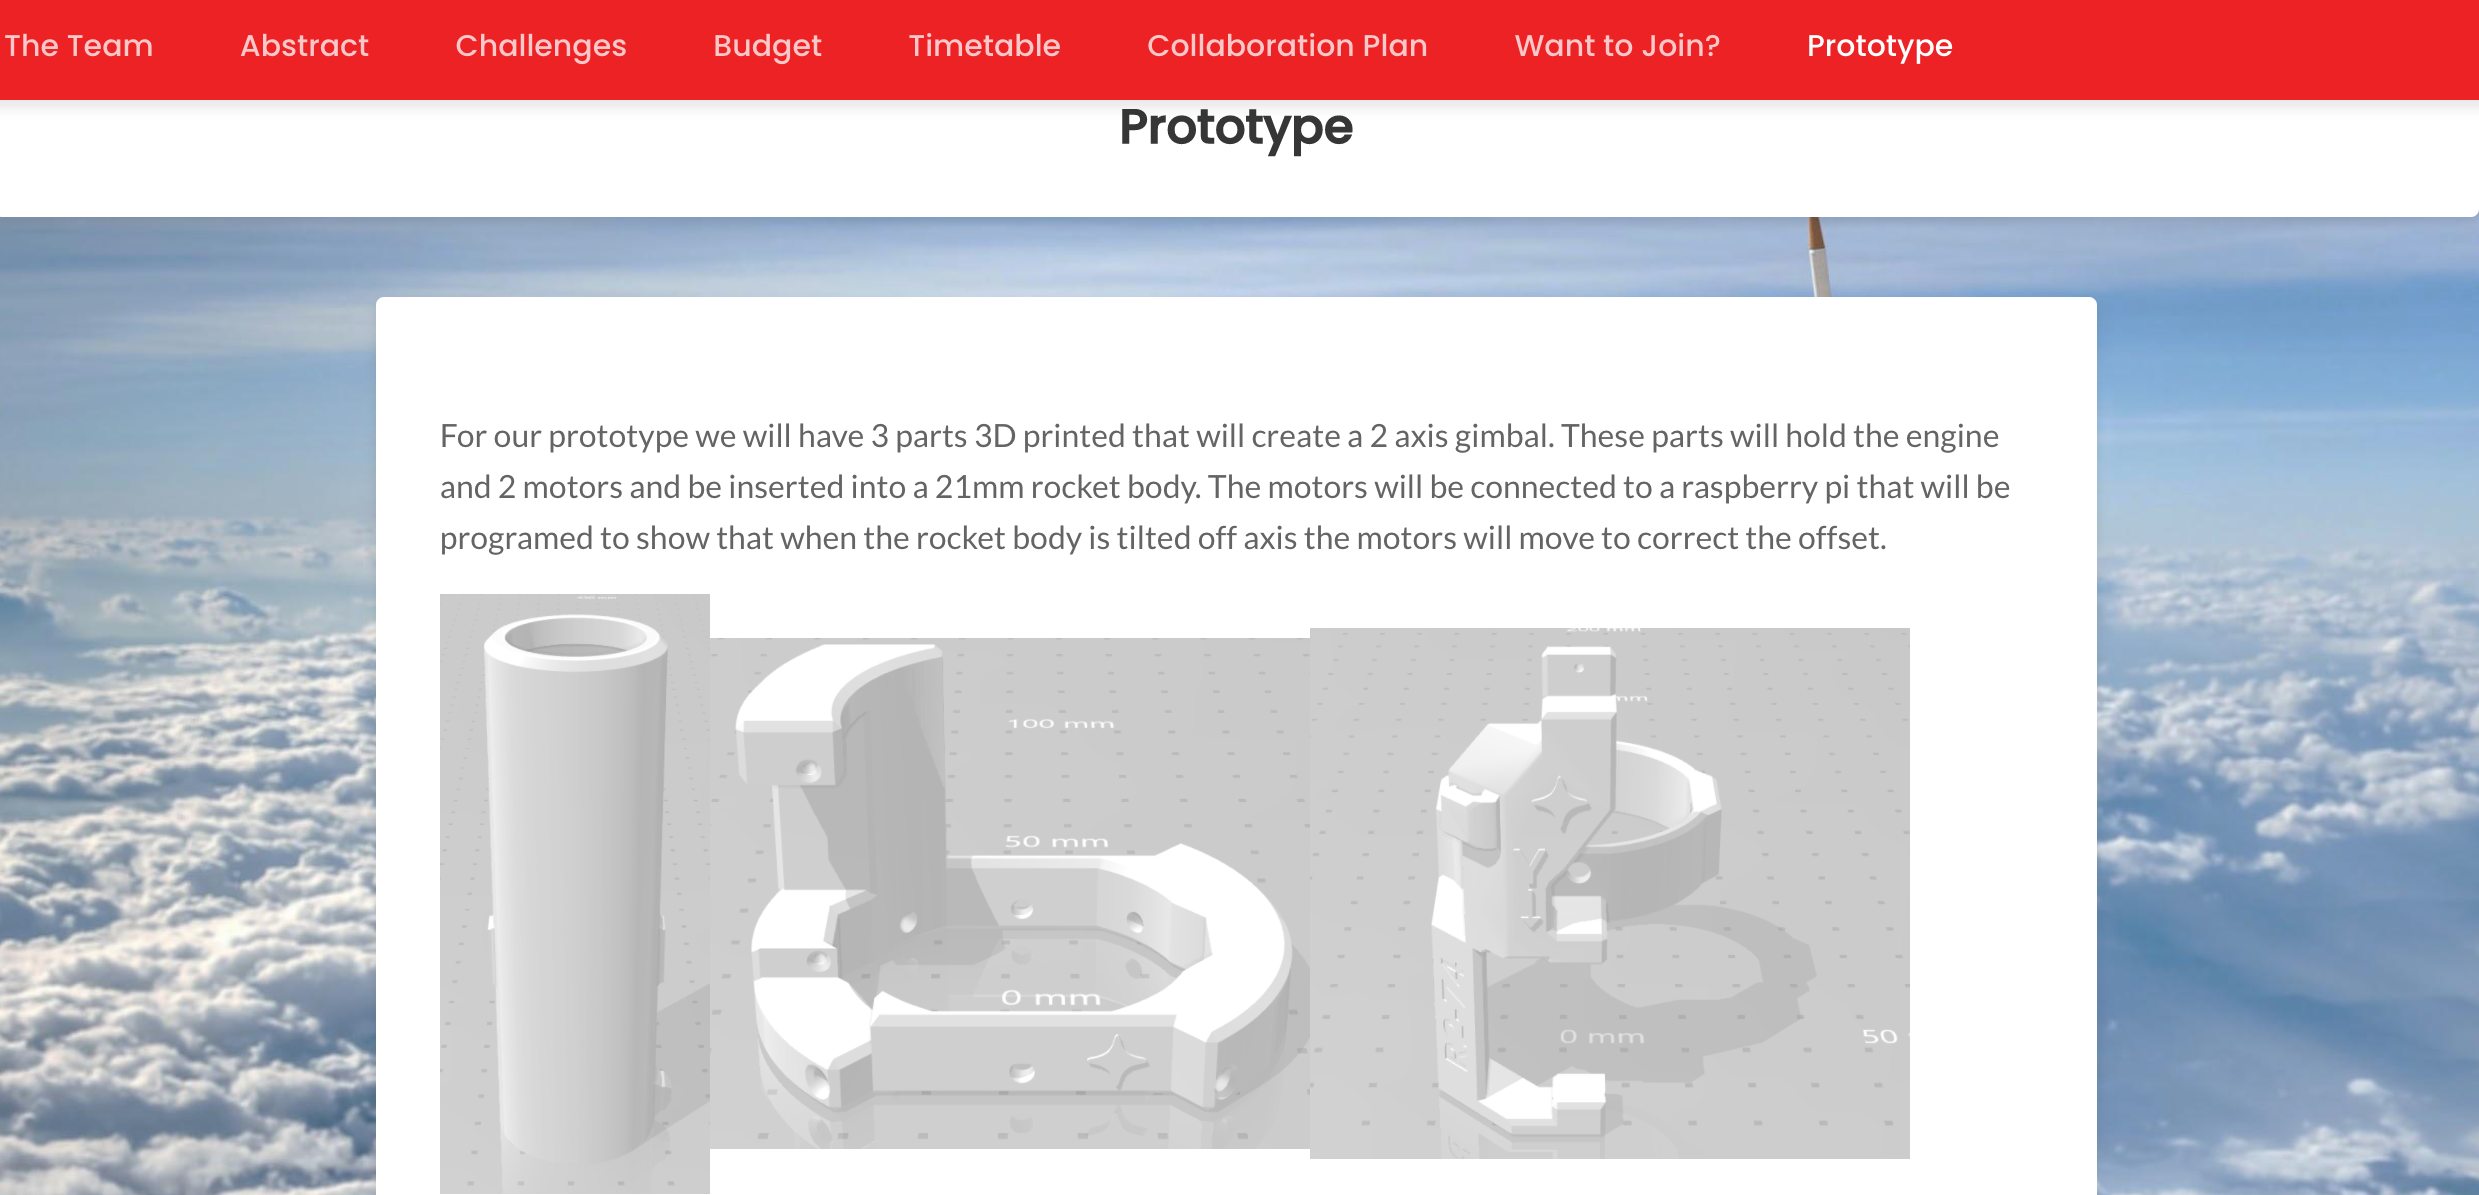 The Team Abstract Challenges Budget Timetable Collaboration Plan Want to Join? Prototype
Prototype
For our prototype we will have 3 parts 3D printed that will create a 2 axis gimbal. These parts will hold the engine
and 2 motors and be inserted into a 21mm rocket body. The motors will be connected to a raspberry pi that will be
programed to show that when the rocket body is tilted off axis the motors will move to correct the offset.
100 mm
50 mm
0 mm
mm
Y
0 mm
50